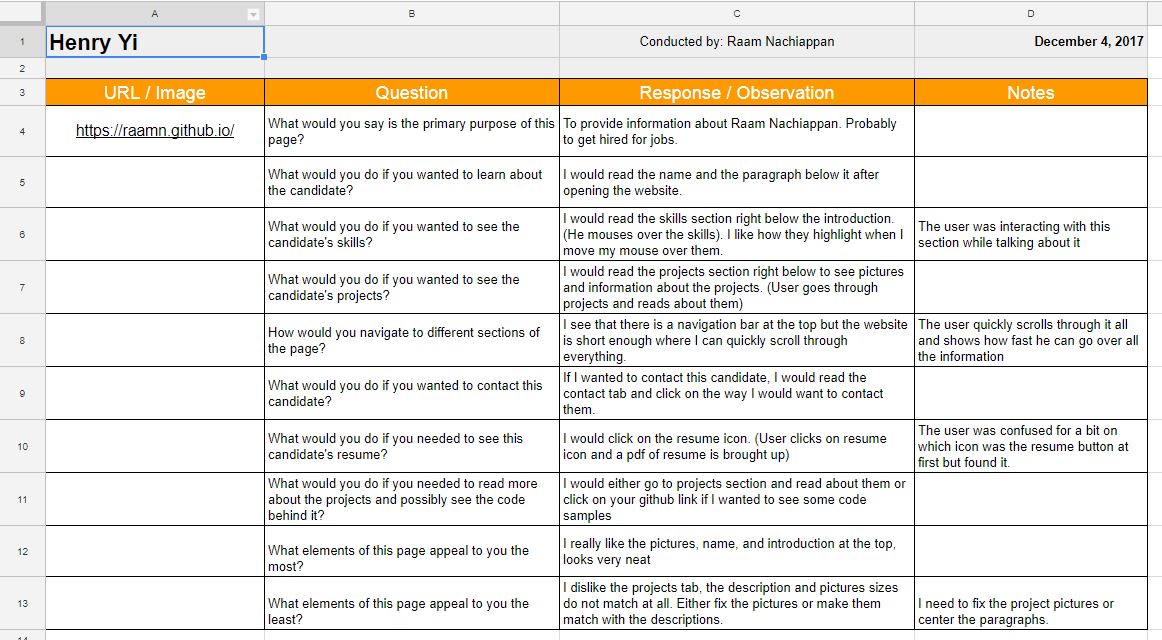 A B C D
1 Henry Yi Conducted by: Raam Nachiappan December 4, 2017
2
3 URL / Image Question Response / Observation Notes
4 https://raamn.github.io/ What would you say is the primary purpose of this
page?
To provide information about Raam Nachiappan. Probably
to get hired for jobs.
5 What would you do if you wanted to learn about
the candidate?
I would read the name and the paragraph below it after
opening the website.
6 What would you do if you wanted to see the
candidate's skills?
I would read the skills section right below the introduction.
(He mouses over the skills). I like how they highlight when I
move my mouse over them.
The user was interacting with this
section while talking about it
7 What would you do if you wanted to see the
candidate's projects?
I would read the projects section right below to see pictures
and information about the projects. (User goes through
projects and reads about them)
8 How would you navigate to different sections of
the page?
I see that there is a navigation bar at the top but the website
is short enough where I can quickly scroll through
everything.
The user quickly scrolls through it all
and shows how fast he can go over all
the information
9 What would you do if you wanted to contact this
candidate?
If I wanted to contact this candidate, I would read the
contact tab and click on the way I would want to contact
them.
10 What would you do if you needed to see this
candidate's resume?
I would click on the resume icon. (User clicks on resume
icon and a pdf of resume is brought up)
The user was confused for a bit on
which icon was the resume button at
first but found it.
11 What would you do if you needed to read more
about the projects and possibly see the code
behind it?
I would either go to projects section and read about them or
click on your github link if I wanted to see some code
samples
12 What elements of this page appeal to you the
most?
I really like the pictures, name, and introduction at the top,
looks very neat
13 What elements of this page appeal to you the
least?
I dislike the projects tab, the description and pictures sizes
do not match at all. Either fix the pictures or make them
match with the descriptions.
I need to fix the project pictures or
center the paragraphs.